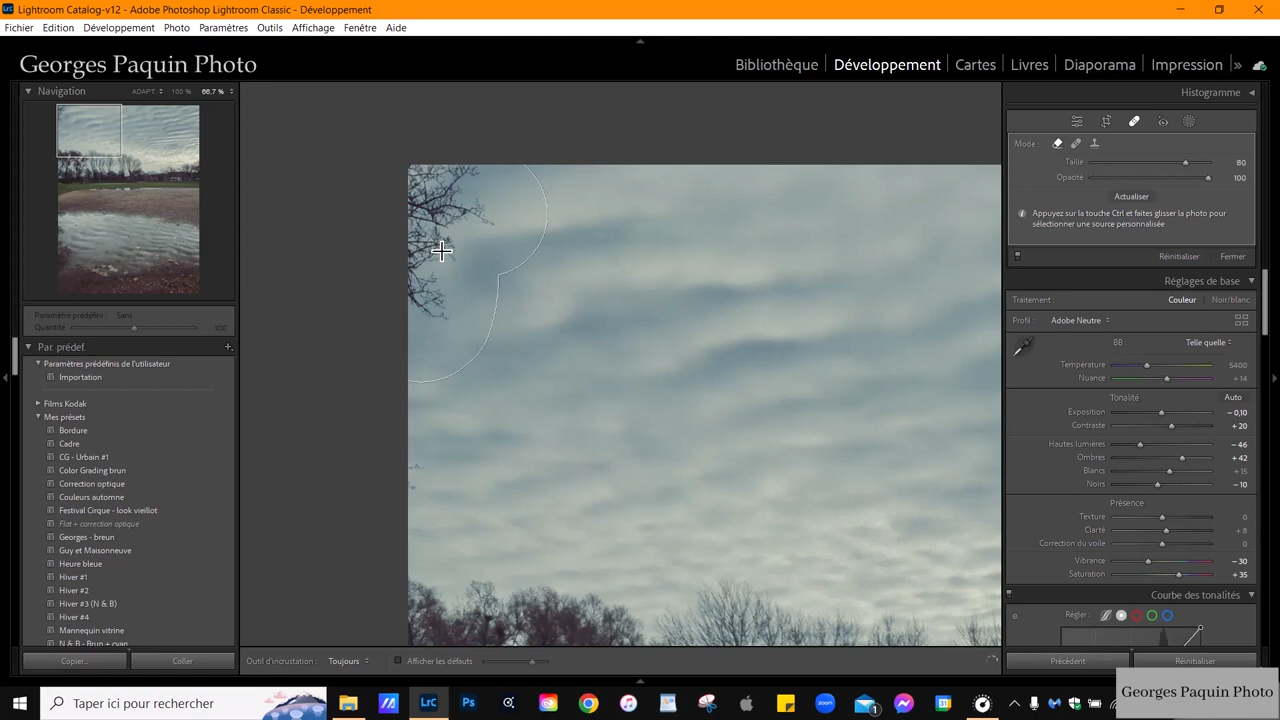 Lightroom Catalog-v12 - Adobe Photoshop Lightroom Classic - Développement
Fichier Edition Développement Photo Paramètres Outils Affichage Fenêtre Aide
Georges Paquin Photo
Bibliothèque Développement Cartes Livres Diaporama Impression »
Navigation ADAPT. 100 % 66,7 %
Histogramme
Mode :
Taille 80
Opacité 100
Actualiser
Appuyez sur la touche Ctrl et faites glisser la photo pour
sélectionner une source personnalisée
Réinitialiser Fermer
Réglages de base
Traitement : Couleur Noir/blanc
Profil : Adobe Neutre
BB : Telle quelle
Température 5400
Nuance + 14
Tonalité Auto
Exposition – 0,10
Contraste + 20
Hautes lumières – 46
Ombres + 42
Blancs + 15
Noirs – 10
Présence
Texture 0
Clarté + 8
Correction du voile 0
Vibrance – 30
Saturation + 35
Courbe des tonalités
Régler :
Paramètre prédéfini : Sans
Quantité 100
Par. prédéf.
Paramètres prédéfinis de l'utilisateur
Importation
Films Kodak
Mes présets
Bordure
Cadre
CG - Urbain #1
Color Grading brun
Correction optique
Couleurs automne
Festival Cirque - look vieillot
Flat + correction optique
Georges - breun
Guy et Maisonneuve
Heure bleue
Hiver #1
Hiver #2
Hiver #3 (N & B)
Hiver #4
Mannequin vitrine
N & B - Brun + cyan
Copier... Coller
Outil d'incrustation : Toujours Afficher les défauts
Précédent Réinitialiser
Taper ici pour rechercher
LrC Ps
Georges Paquin Photo